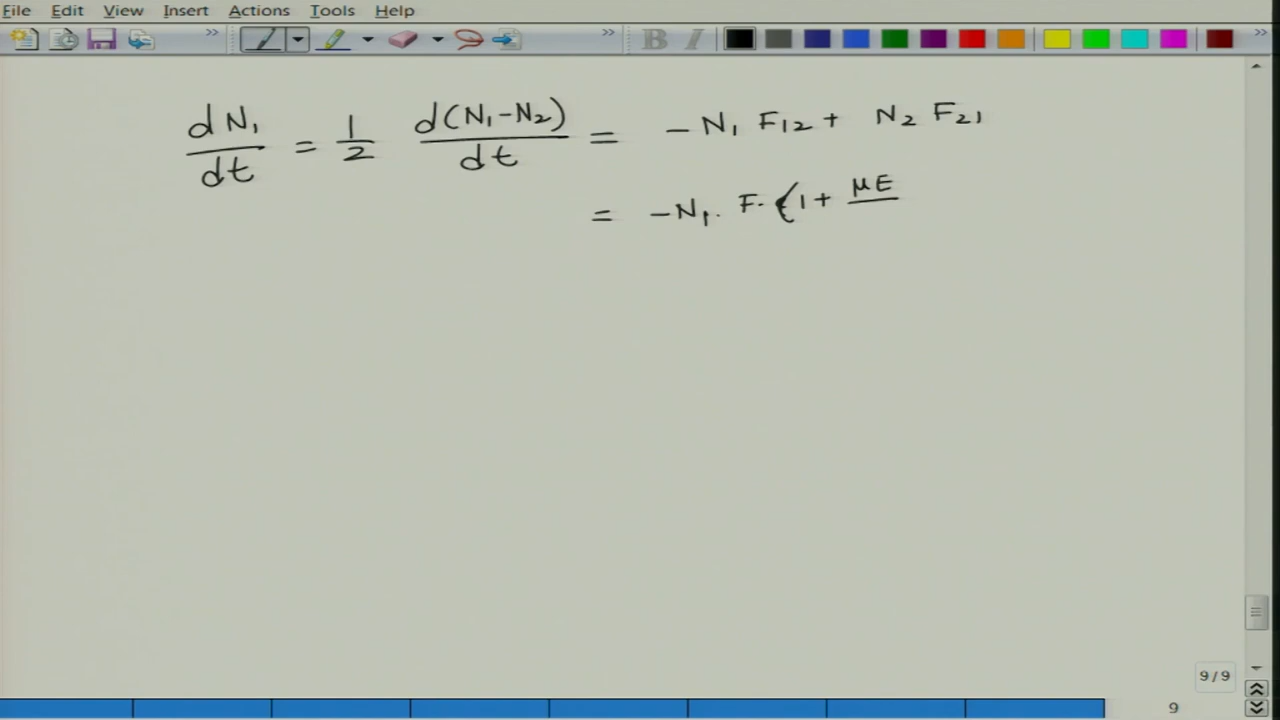 File Edit View Insert Actions Tools Help
B I
dN₁/dt = 1/2 d(N₁-N₂)/dt = -N₁ F₁₂ + N₂ F₂₁
= -N₁. F. (1 + μE
9/9
9